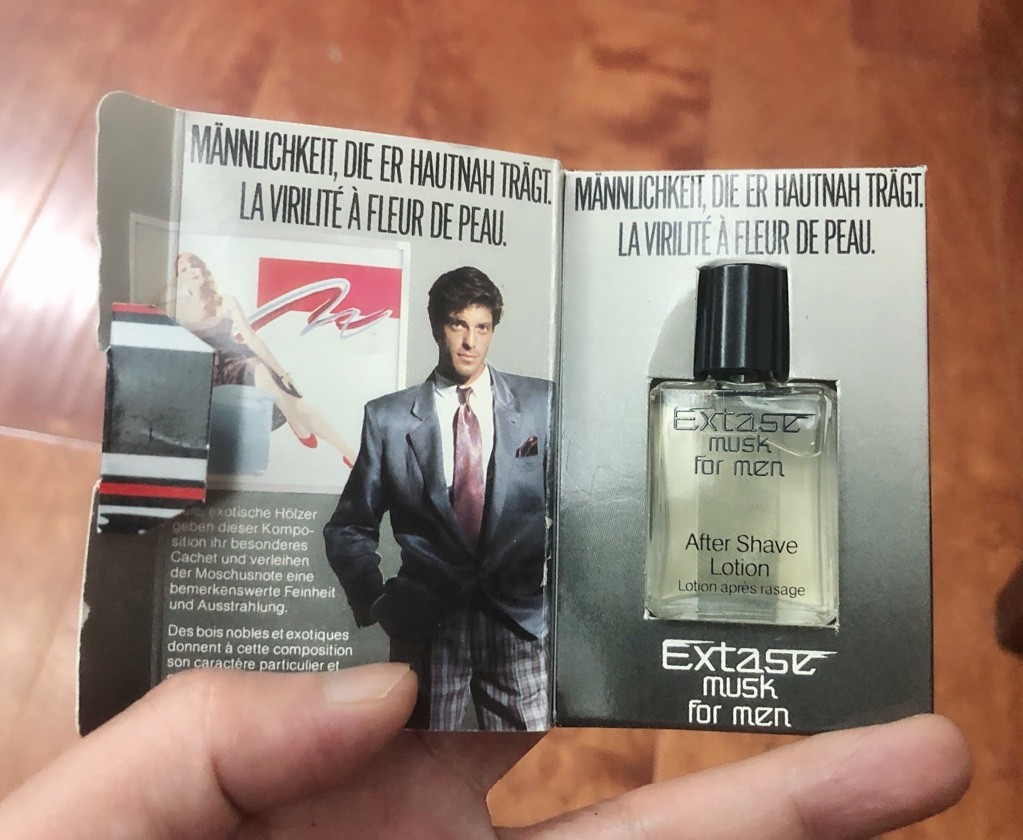 MÄNNLICHKEIT, DIE ER HAUTNAH TRÄGT.
LA VIRILITÉ À FLEUR DE PEAU.
exotische Hölzer
geben dieser Kompo-
sition ihr besonderes
Cachet und verleihen
der Moschusnote eine
bemerkenswerte Feinheit
und Ausstrahlung.
Des bois nobles et exotiques
donnent à cette composition
son caractère particulier et
MÄNNLICHKEIT, DIE ER HAUTNAH TRÄGT.
LA VIRILITÉ À FLEUR DE PEAU.
Extase
musk
for men
After Shave
Lotion
Lotion après rasage
Extase
musk
for men